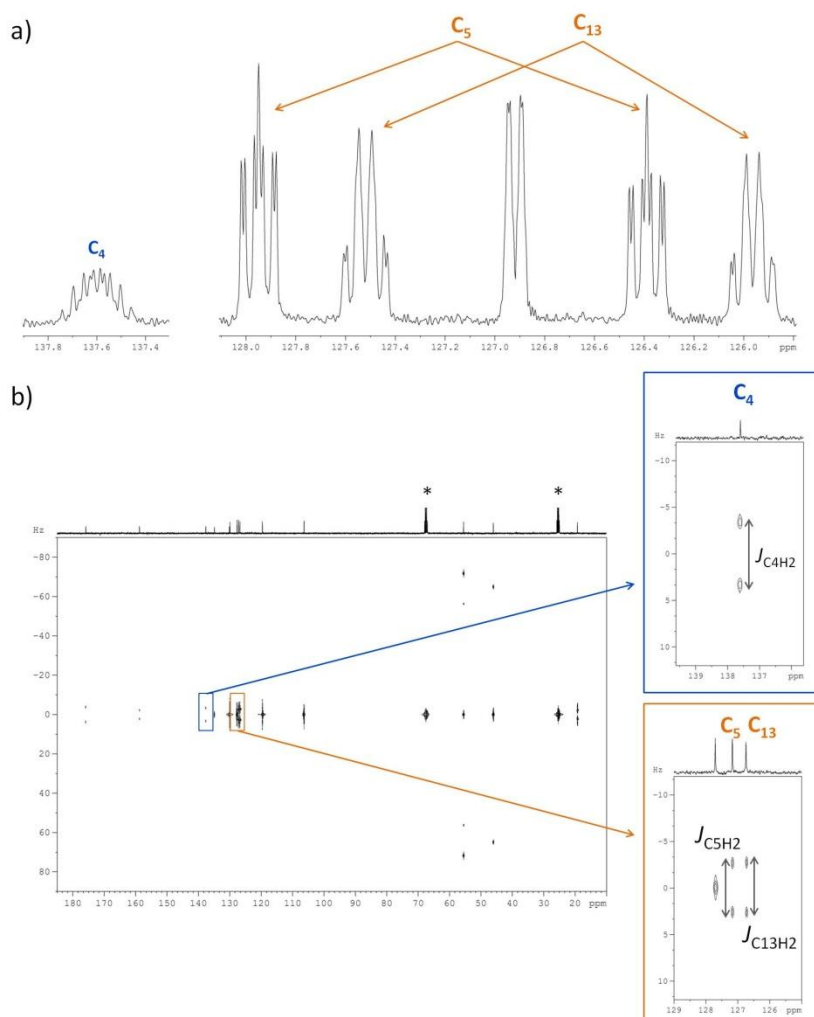 a)
C5 C13
C4
137.8 137.6 137.4
128.0 127.8 127.6 127.4 127.2 127.0 126.8 126.6 126.4 126.2 126.0 ppm
b)
* *
Hz
-80
-60
-40
-20
0
20
40
60
80
180 170 160 150 140 130 120 110 100 90 80 70 60 50 40 30 20 ppm
C4
Hz
-10
-5
0
5
10
JC4H2
139 138 137 ppm
C5 C13
Hz
-10
-5
0
5
10
JC5H2
JC13H2
129 128 127 126 ppm